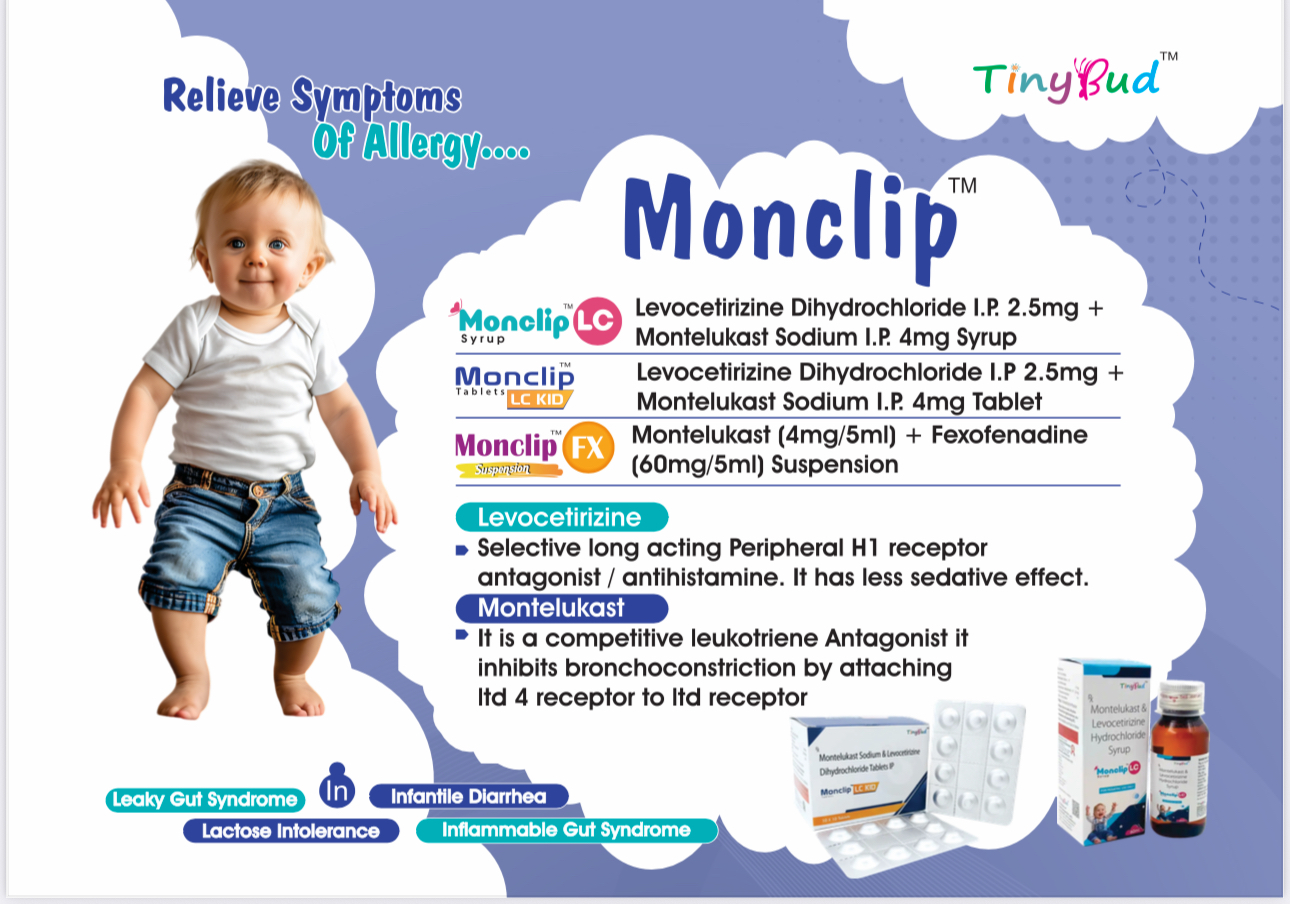 Relieve Symptoms
Of Allergy....
TinyBud™
Monclip™
Monclip™ LC
Syrup
Levocetirizine Dihydrochloride I.P. 2.5mg +
Montelukast Sodium I.P. 4mg Syrup
Monclip™
Tablets LC KID
Levocetirizine Dihydrochloride I.P 2.5mg +
Montelukast Sodium I.P. 4mg Tablet
Monclip™ FX
Suspension
Montelukast (4mg/5ml) + Fexofenadine
(60mg/5ml) Suspension
Levocetirizine
Selective long acting Peripheral H1 receptor
antagonist / antihistamine. It has less sedative effect.
Montelukast
It is a competitive leukotriene Antagonist it
inhibits bronchoconstriction by attaching
ltd 4 receptor to ltd receptor
Leaky Gut Syndrome
In
Infantile Diarrhea
Lactose Intolerance
Inflammable Gut Syndrome
TinyBud
Montelukast Sodium & Levocetirizine
Dihydrochloride Tablets IP
Monclip LC KID
TinyBud
Montelukast &
Levocetirizine
Hydrochloride
Syrup
Monclip LC
Monclip LC